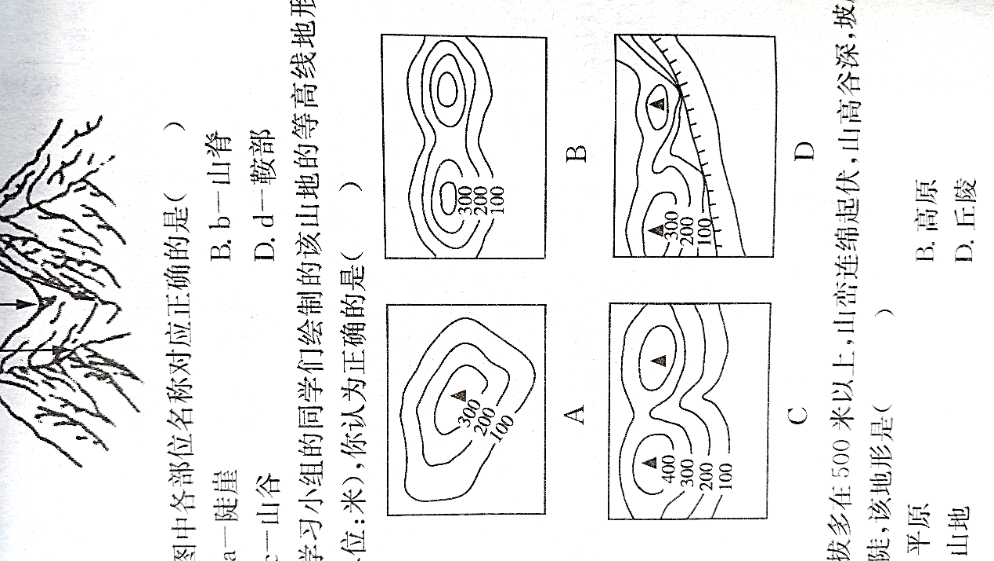 图中各部位名称对应正确的是(　　)
a—陡崖　B. b—山脊
c—山谷　D. d—鞍部
学习小组的同学们绘制的该山地的等高线地形
位:米),你认为正确的是(　　)
300
200
100
A
300
200
100
B
400
300
200
100
C
300
200
100
D
拔多在500米以上,山峦连绵起伏,山高谷深,坡
陡,该地形是(　　)
平原　B. 高原
山地　D. 丘陵